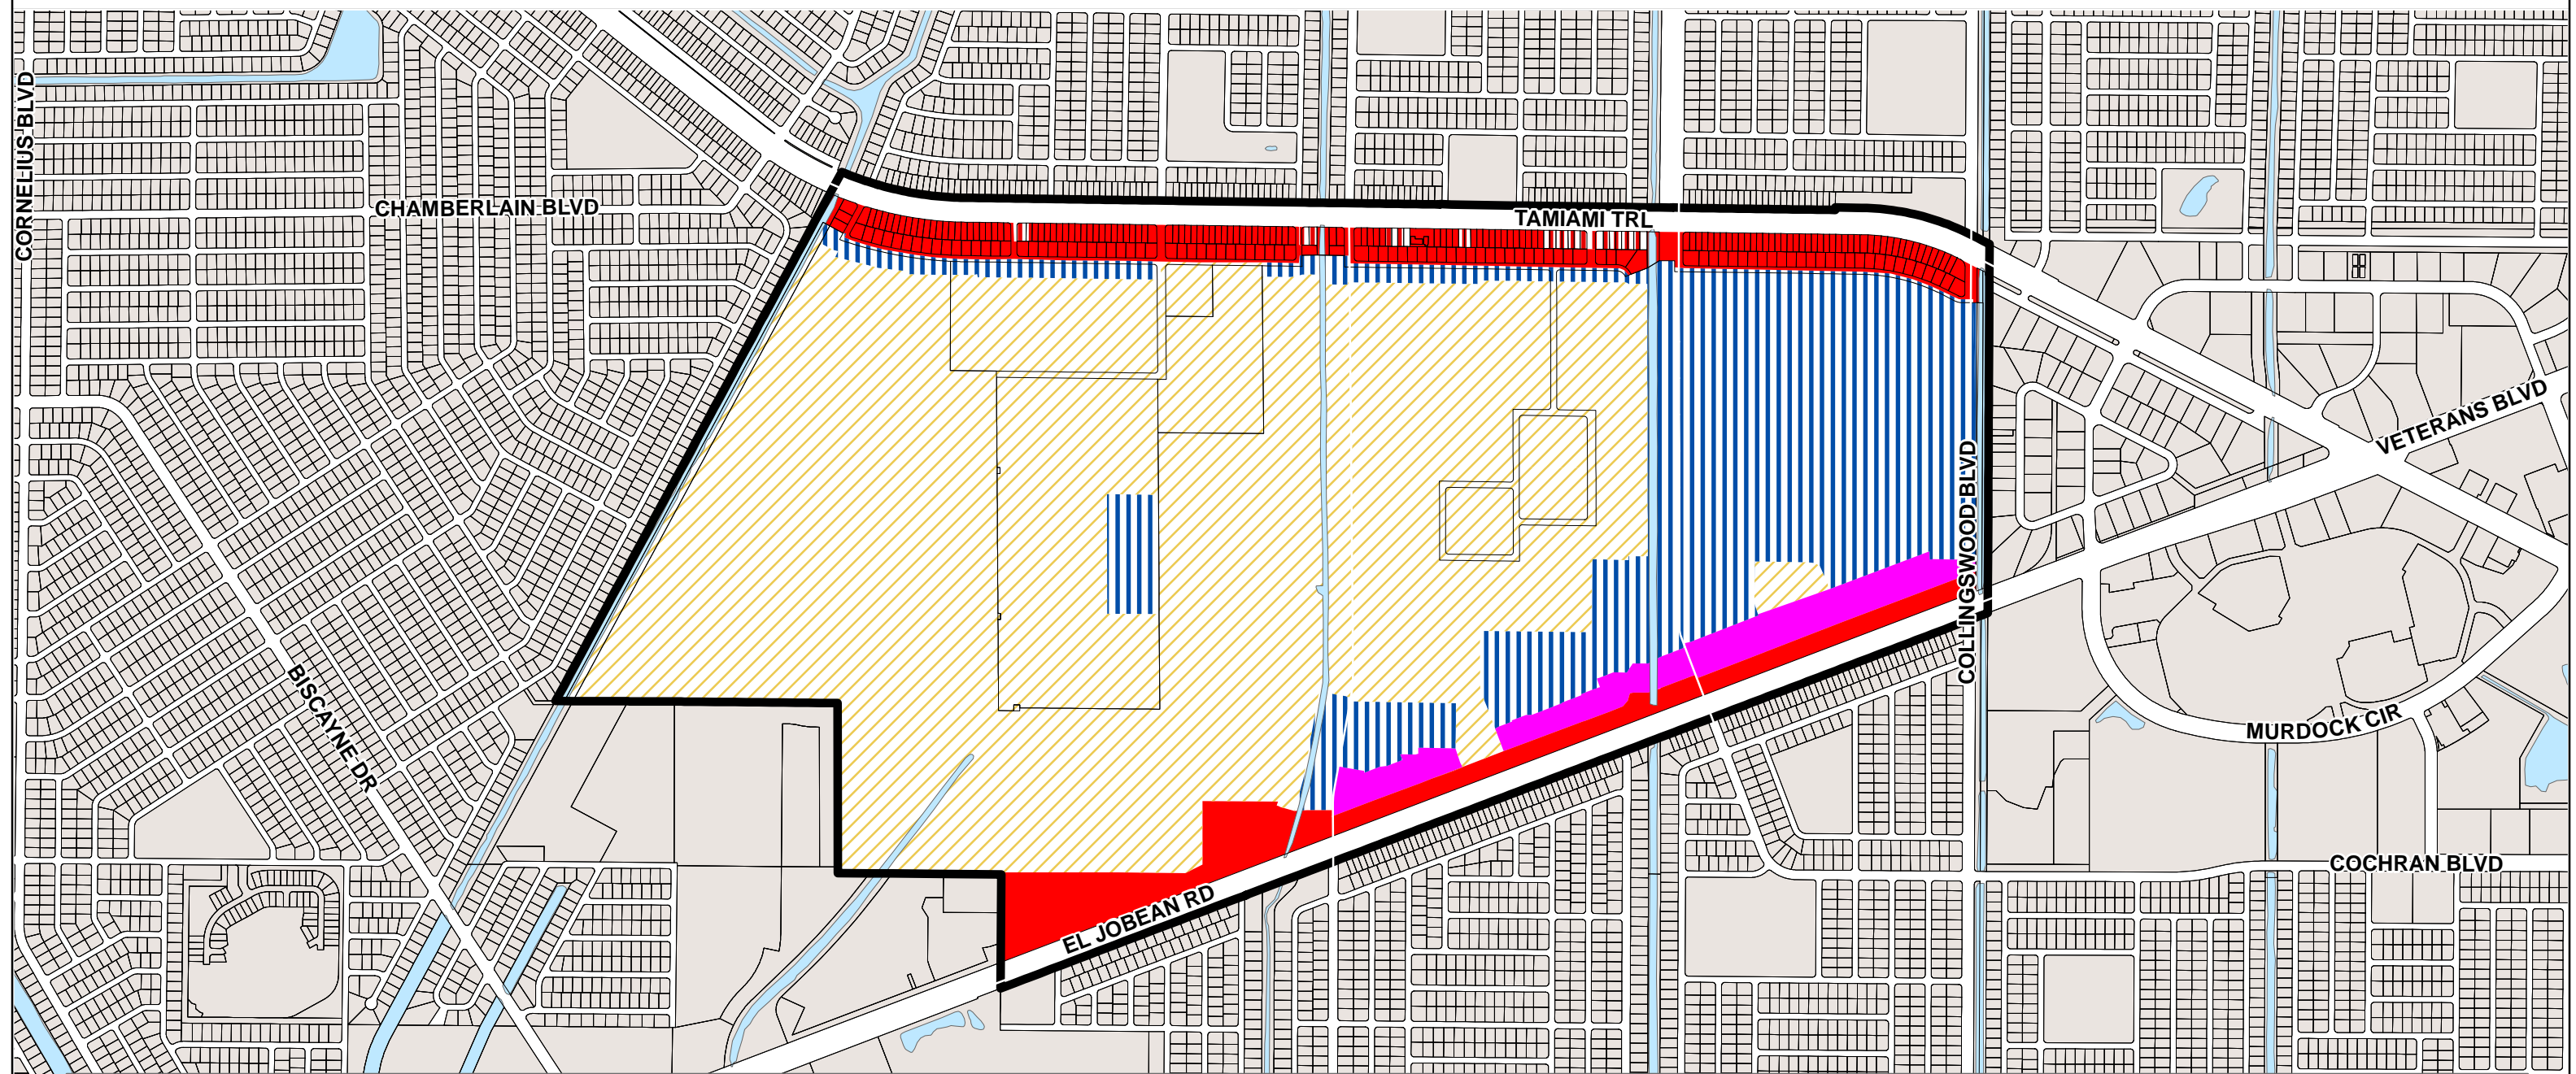 CORNELIUS BLVD
CHAMBERLAIN BLVD
TAMIAMI TRL
VETERANS BLVD
COLLINGSWOOD BLVD
BISCAYNE DR
MURDOCK CIR
COCHRAN BLVD
EL JOBEAN RD